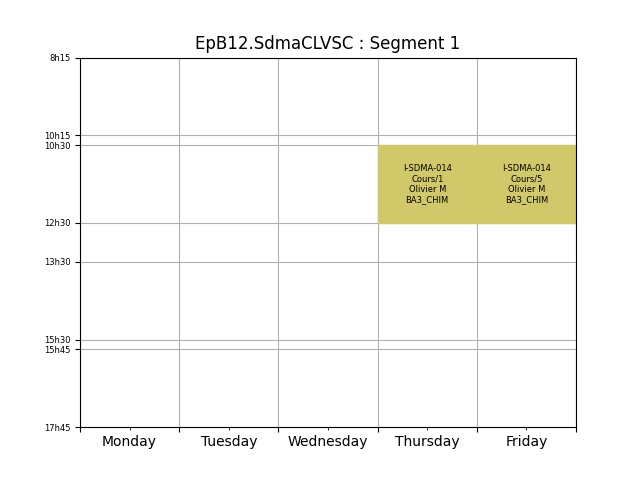 EpB12.SdmaCLVSC : Segment 1
8h15
10h15
10h30
I-SDMA-014
Cours/1
Olivier M
BA3_CHIM
I-SDMA-014
Cours/5
Olivier M
BA3_CHIM
12h30
13h30
15h30
15h45
17h45
Monday Tuesday Wednesday Thursday Friday